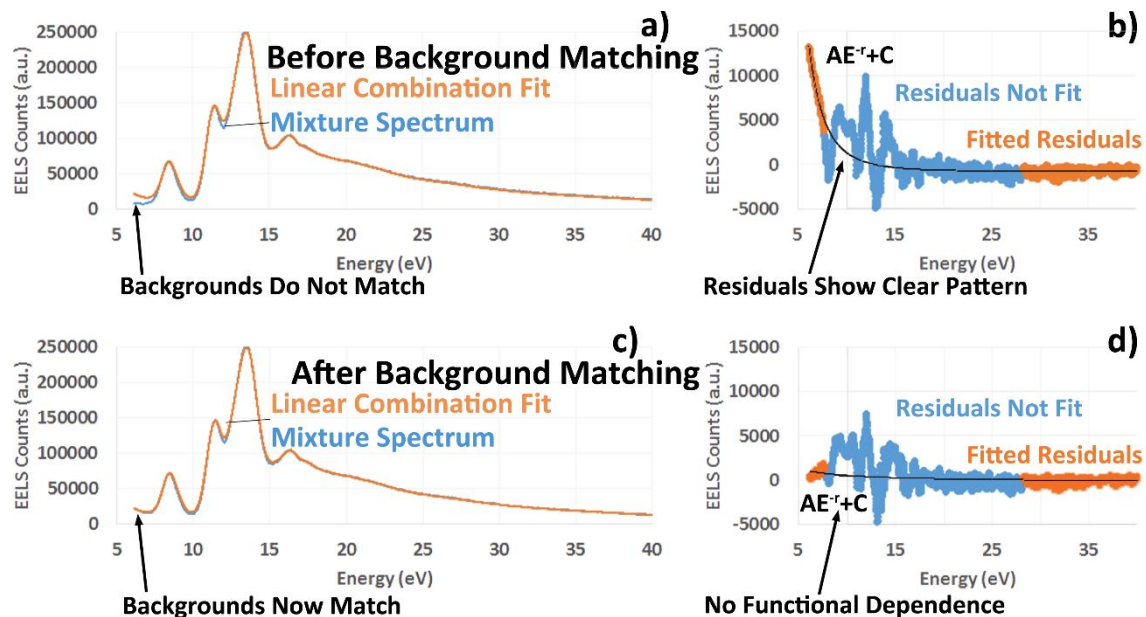 a)
Before Background Matching
Linear Combination Fit
Mixture Spectrum
EELS Counts (a.u.)
250000
200000
150000
100000
50000
0
5 10 15 20 25 30 35 40
Energy (eV)
Backgrounds Do Not Match
b)
AE⁻ʳ+C
Residuals Not Fit
Fitted Residuals
EELS Counts (a.u.)
15000
10000
5000
0
-5000
5 15 25 35
Energy (eV)
Residuals Show Clear Pattern
c)
After Background Matching
Linear Combination Fit
Mixture Spectrum
EELS Counts (a.u.)
250000
200000
150000
100000
50000
0
5 10 15 20 25 30 35 40
Energy (eV)
Backgrounds Now Match
d)
Residuals Not Fit
Fitted Residuals
AE⁻ʳ+C
EELS Counts (a.u.)
15000
10000
5000
0
-5000
5 15 25 35
Energy (eV)
No Functional Dependence